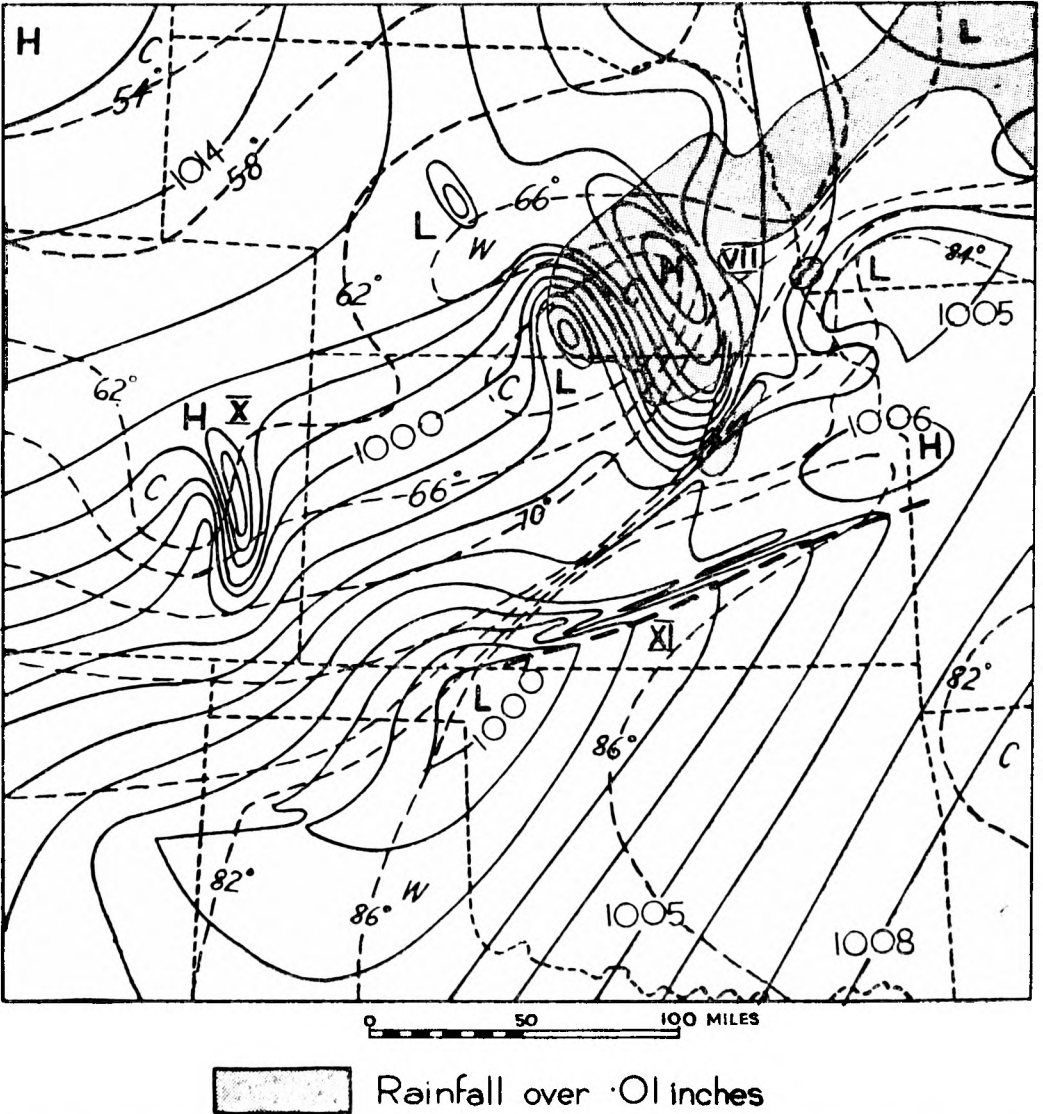 H
L
C
54°
1014
58°
66°
L
W
62°
H
VII
L
84°
1005
62°
L
C
H
X
C
1000
66°
70°
1006
H
XI
L
1000
86°
82°
C
82°
86°
W
1005
1008
0 50 100 MILES
Rainfall over ·01 inches